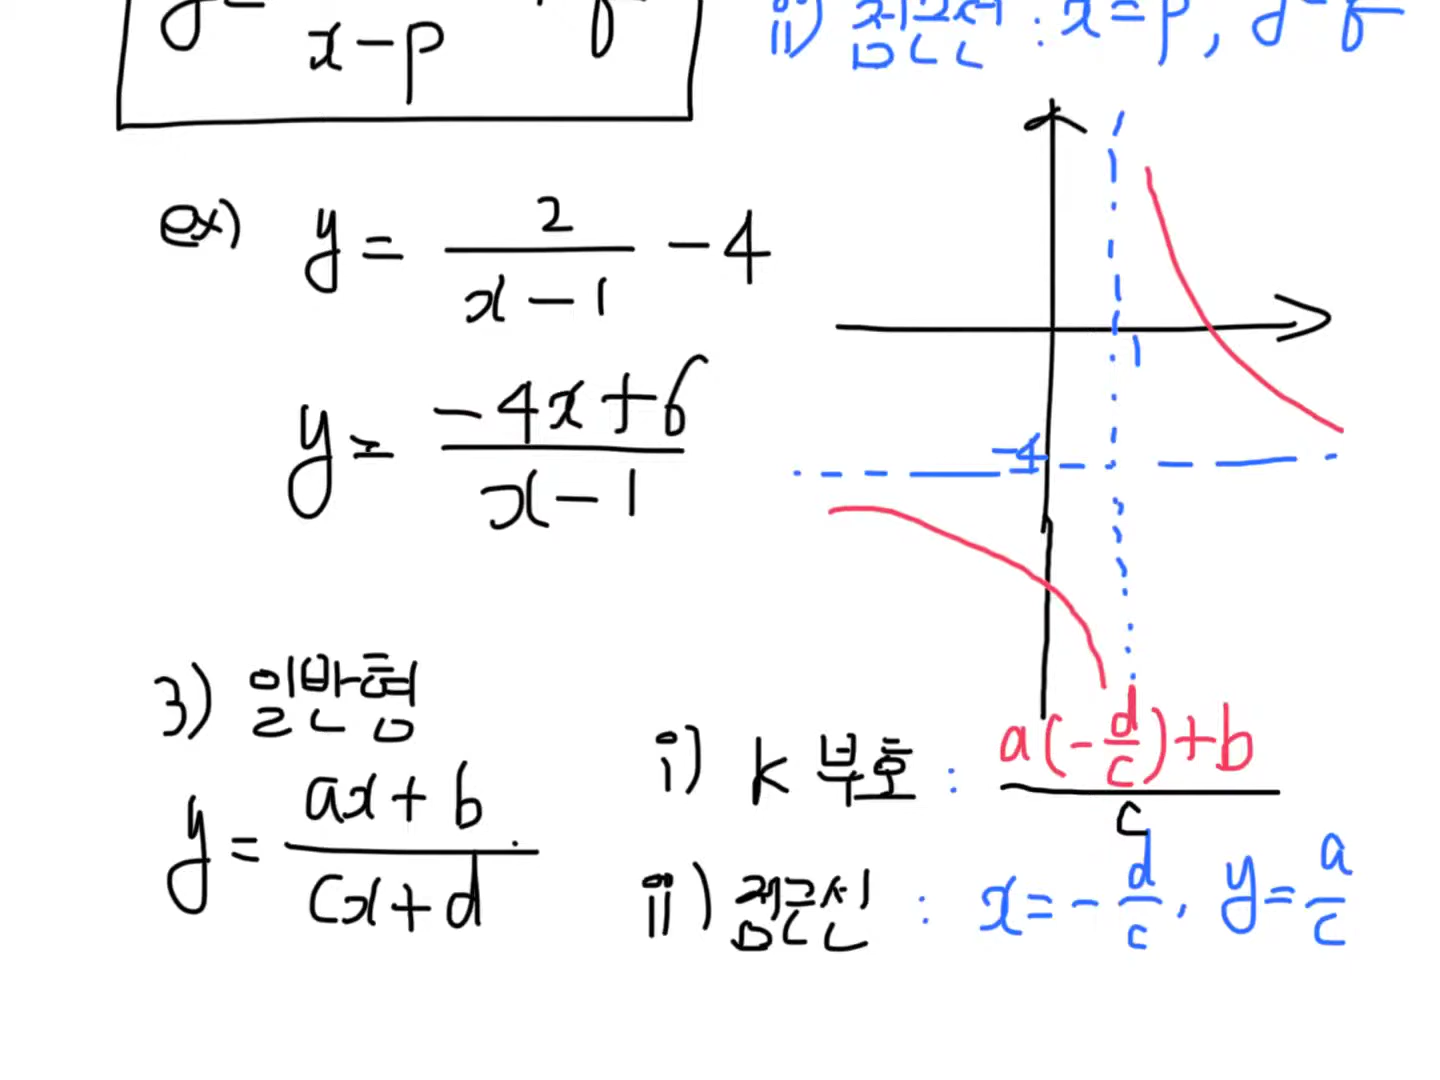 y = k/(x-p) + q
ii) 점근선 : x=p, y=q
ex) y = 2/(x-1) -4
y = (-4x+6)/(x-1)
1
-4
3) 일반형
y = (ax+b)/(cx+d)
i) k 부호 : (a(-d/c)+b)/c
ii) 점근선 : x=-d/c, y=a/c